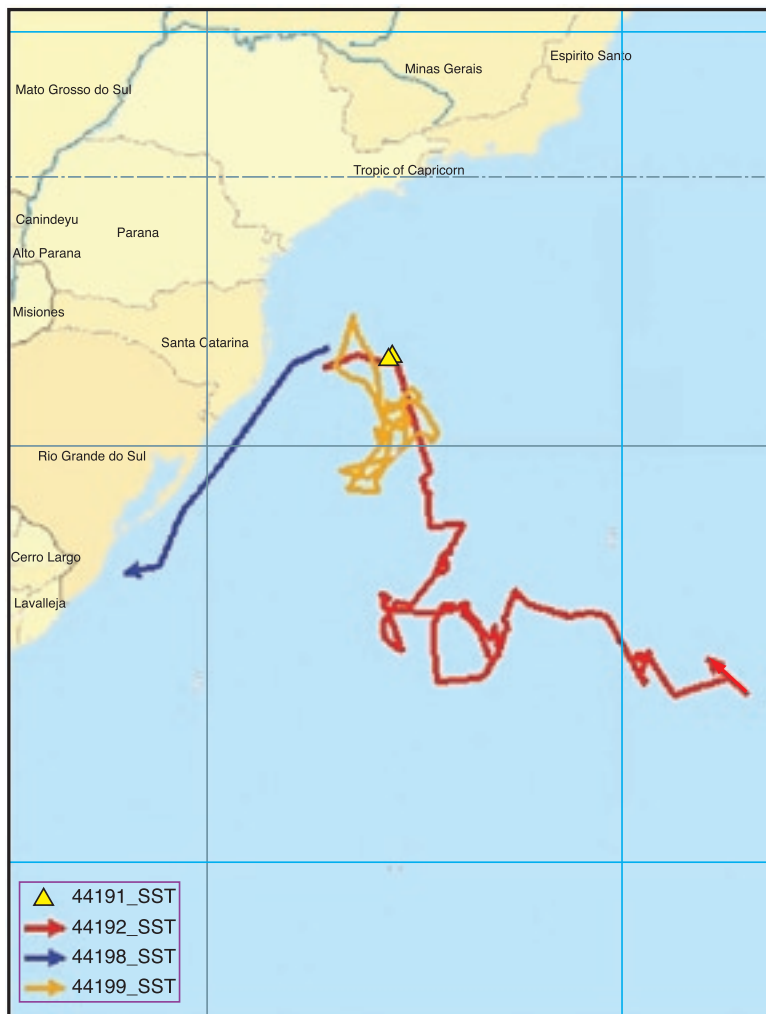 Espirito Santo
Minas Gerais
Mato Grosso do Sul
Tropic of Capricorn
Canindeyu
Parana
Alto Parana
Misiones
Santa Catarina
Rio Grande do Sul
Cerro Largo
Lavalleja
44191_SST
44192_SST
44198_SST
44199_SST